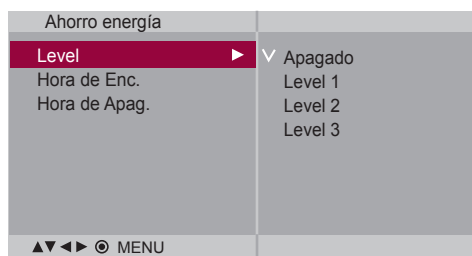 Ahorro energía
Level
Hora de Enc.
Hora de Apag.
Apagado
Level 1
Level 2
Level 3
MENU